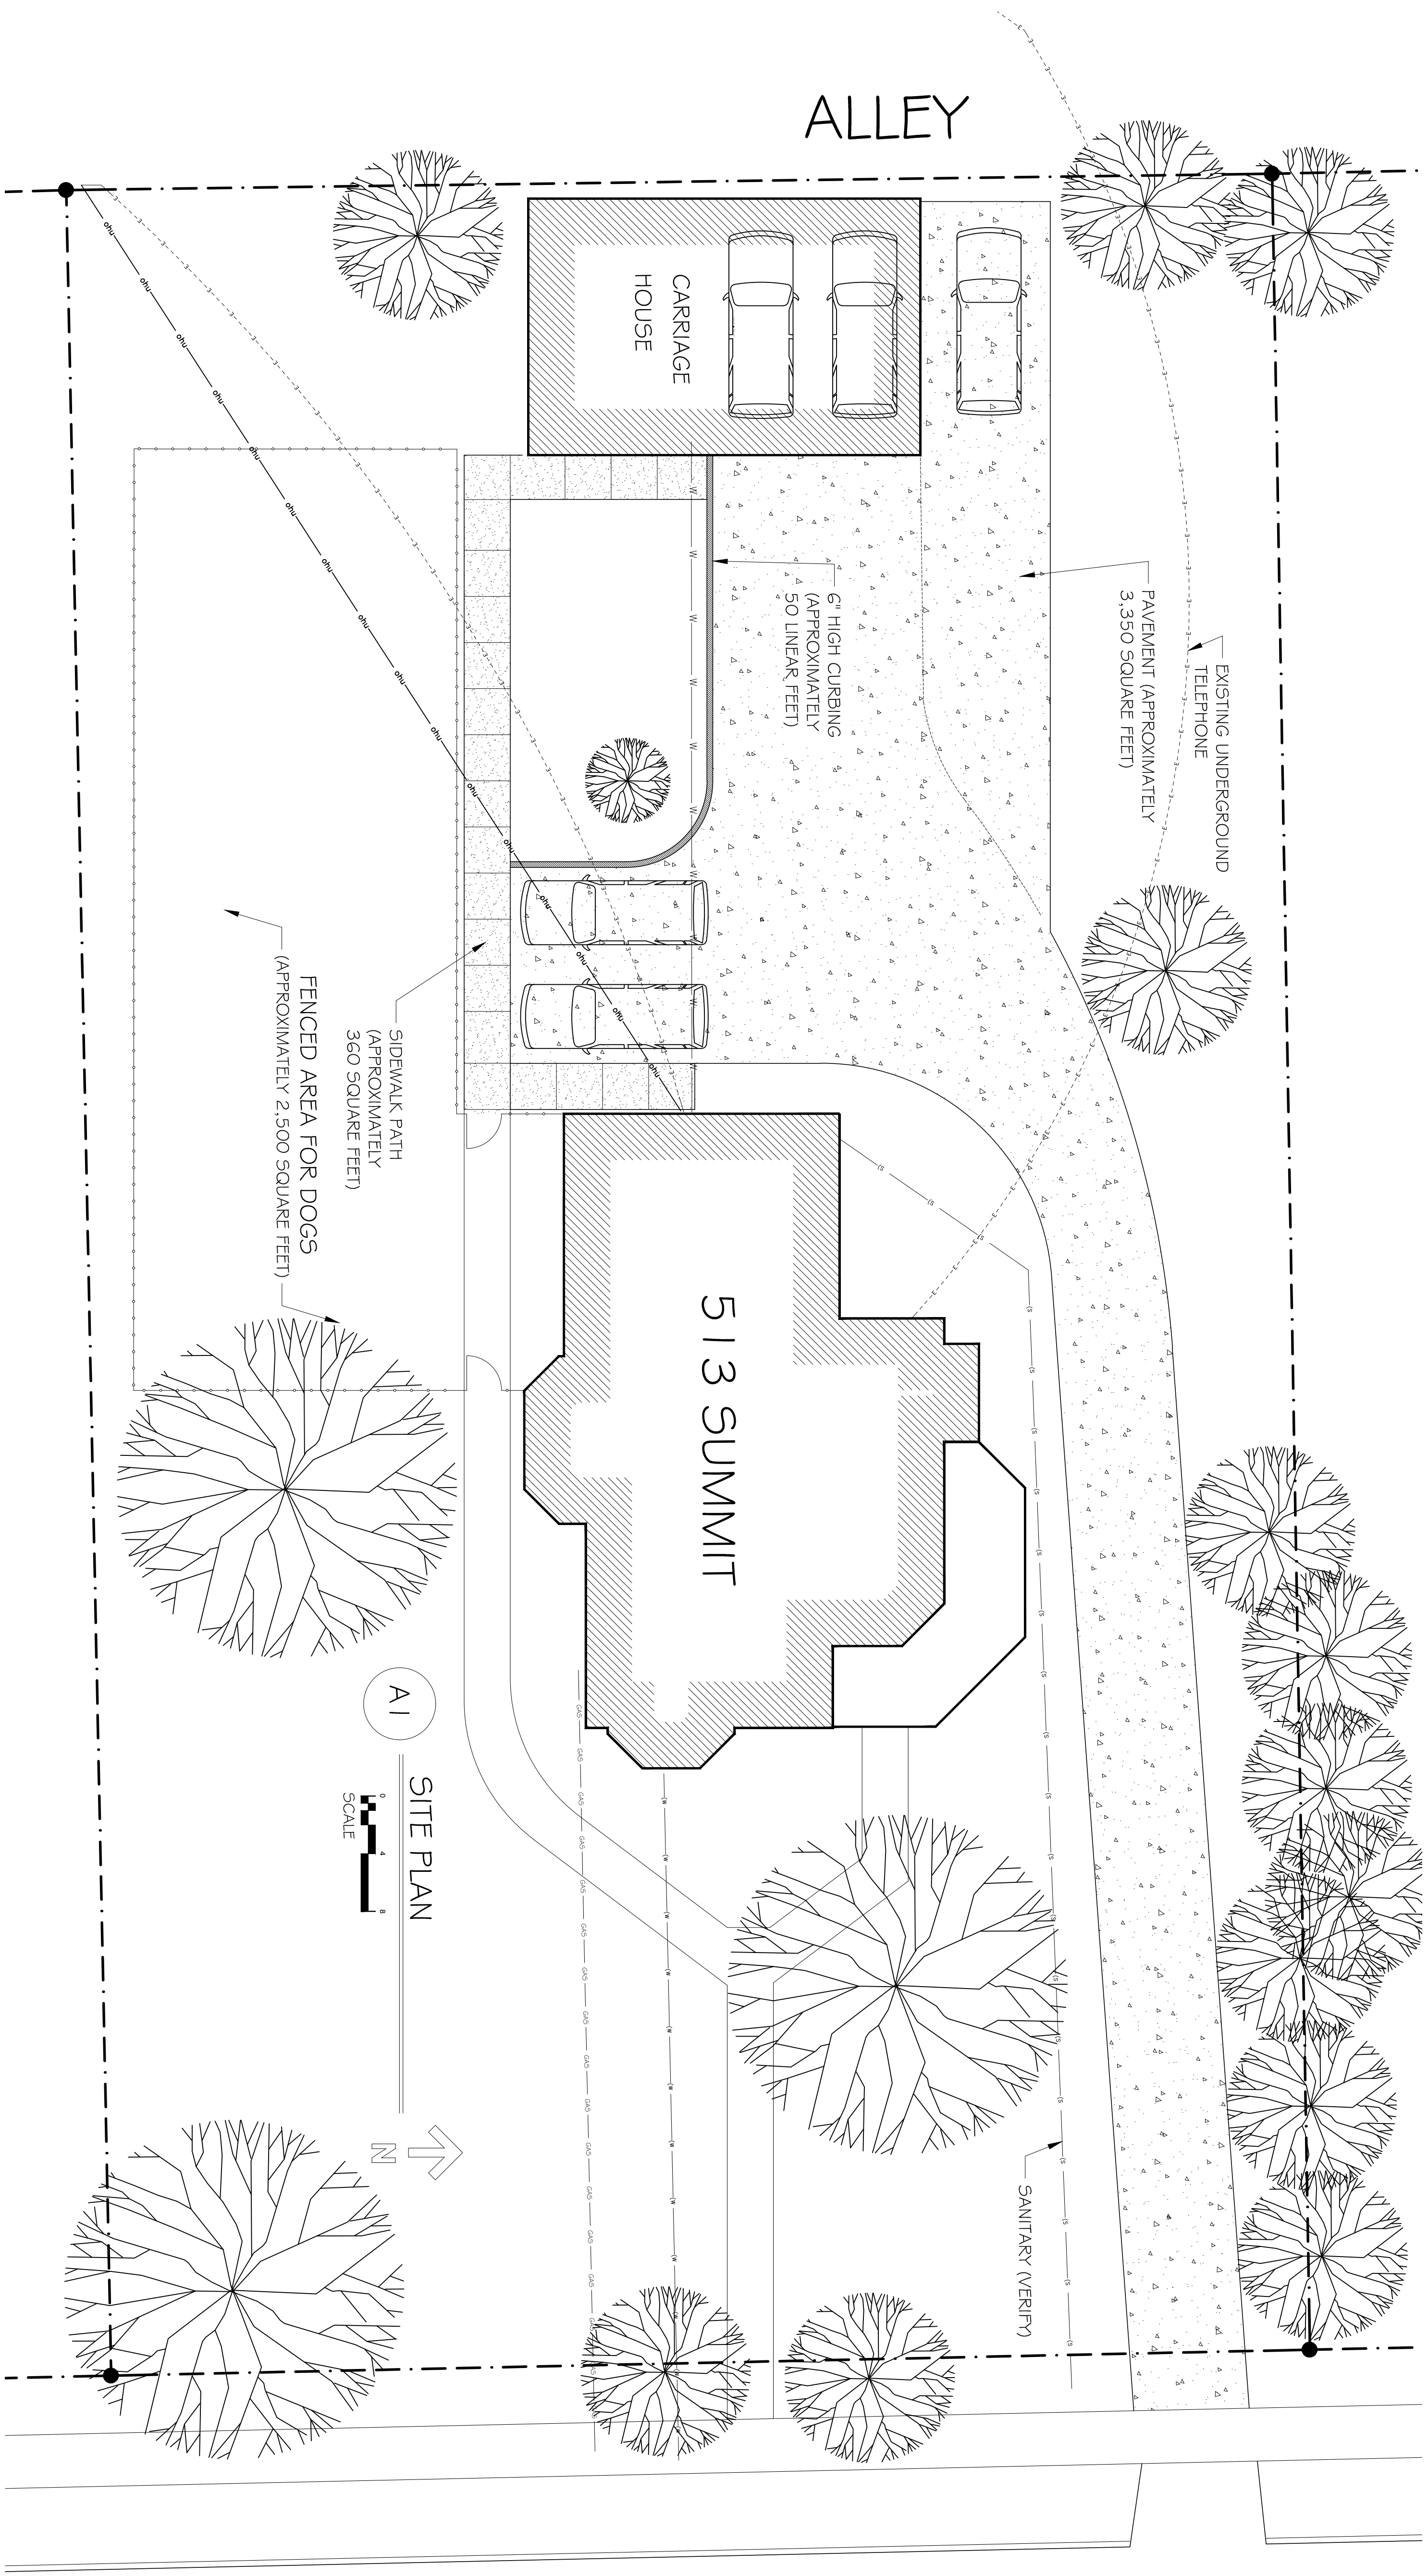 ALLEY
CARRIAGE
HOUSE
6" HIGH CURBING
(APPROXIMATELY
50 LINEAR FEET)
PAVEMENT (APPROXIMATELY
3,350 SQUARE FEET)
EXISTING UNDERGROUND
TELEPHONE
FENCED AREA FOR DOGS
(APPROXIMATELY 2,500 SQUARE FEET)
SIDEWALK PATH
(APPROXIMATELY
360 SQUARE FEET)
513 SUMMIT
A1
SITE PLAN
0 4 8
SCALE
N
SANITARY (VERIFY)
ohu
W
GAS